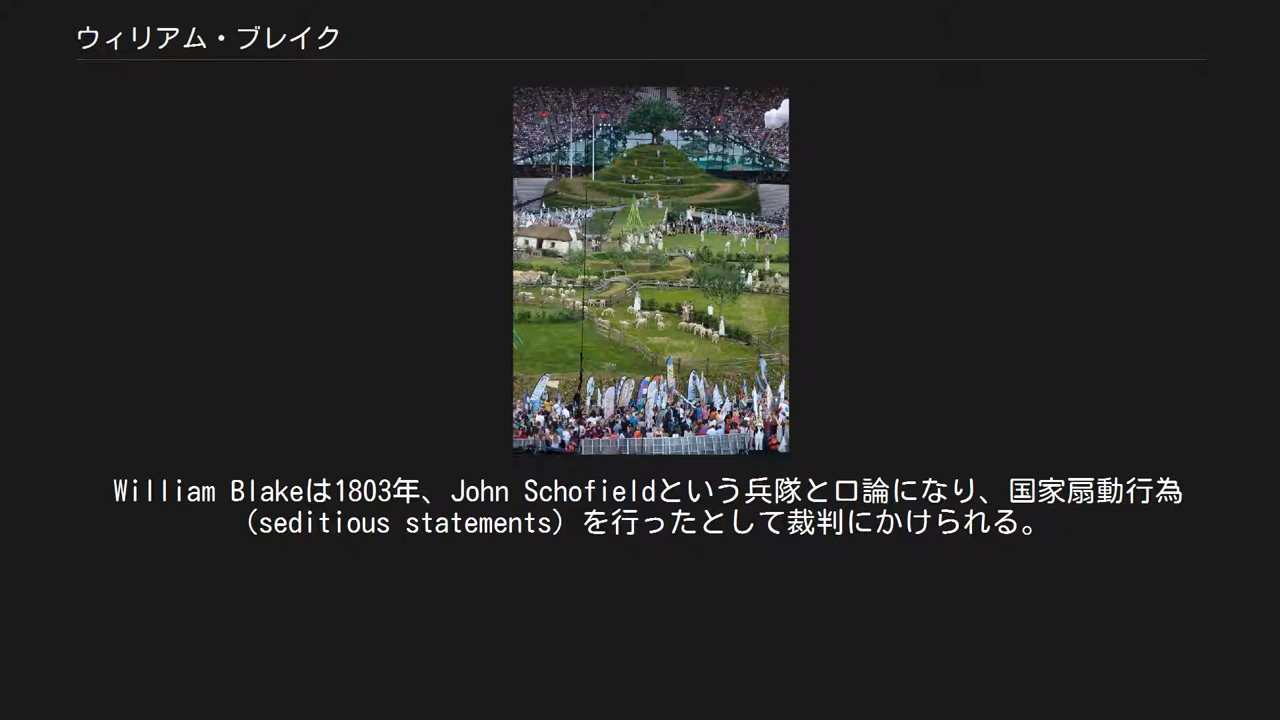 ウィリアム・ブレイク
William Blakeは1803年、John Schofieldという兵隊と口論になり、国家扇動行為
（seditious statements）を行ったとして裁判にかけられる。